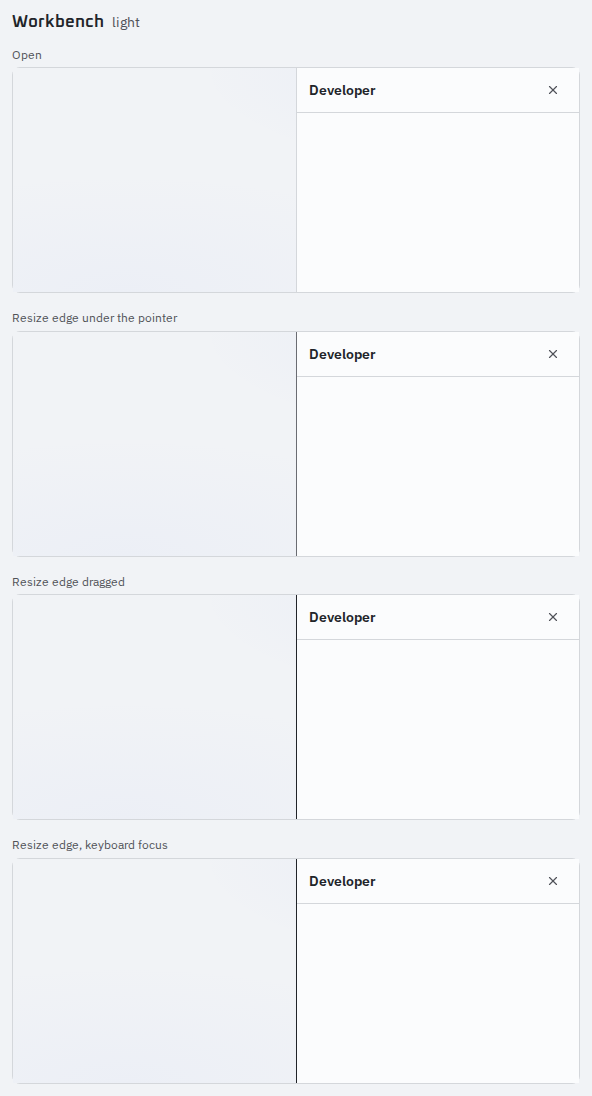 Workbench light
Open
Developer
Resize edge under the pointer
Developer
Resize edge dragged
Developer
Resize edge, keyboard focus
Developer